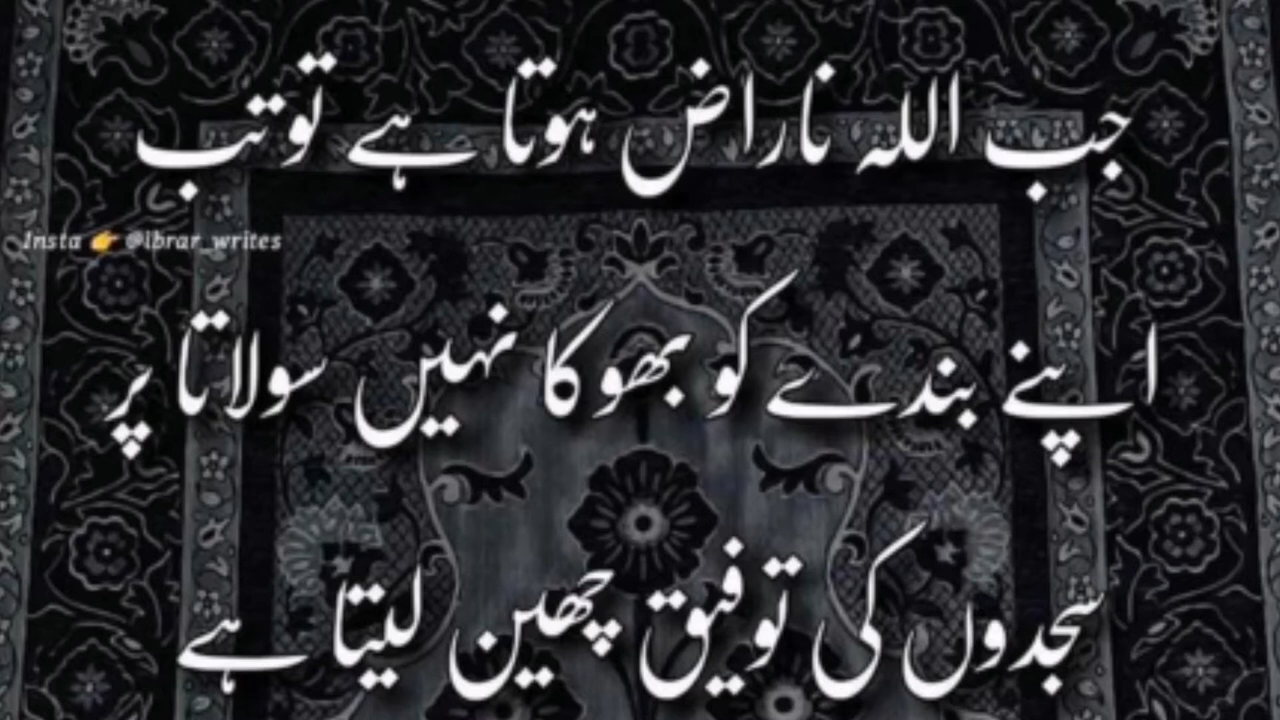 جب اللہ ناراض ہوتا ہے تو تب
Insta 👉 @ibrar_writes
اپنے بندے کو بھوکا نہیں سولاتا پر
سجدوں کی توفیق چھین لیتا ہے